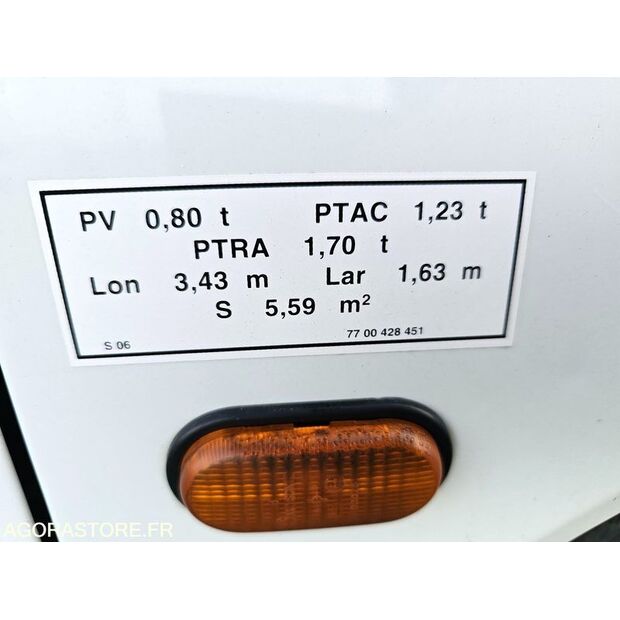 PV 0,80 t PTAC 1,23 t
PTRA 1,70 t
Lon 3,43 m Lar 1,63 m
S 5,59 m²
S 06 77 00 428 451
AGORASTORE.FR